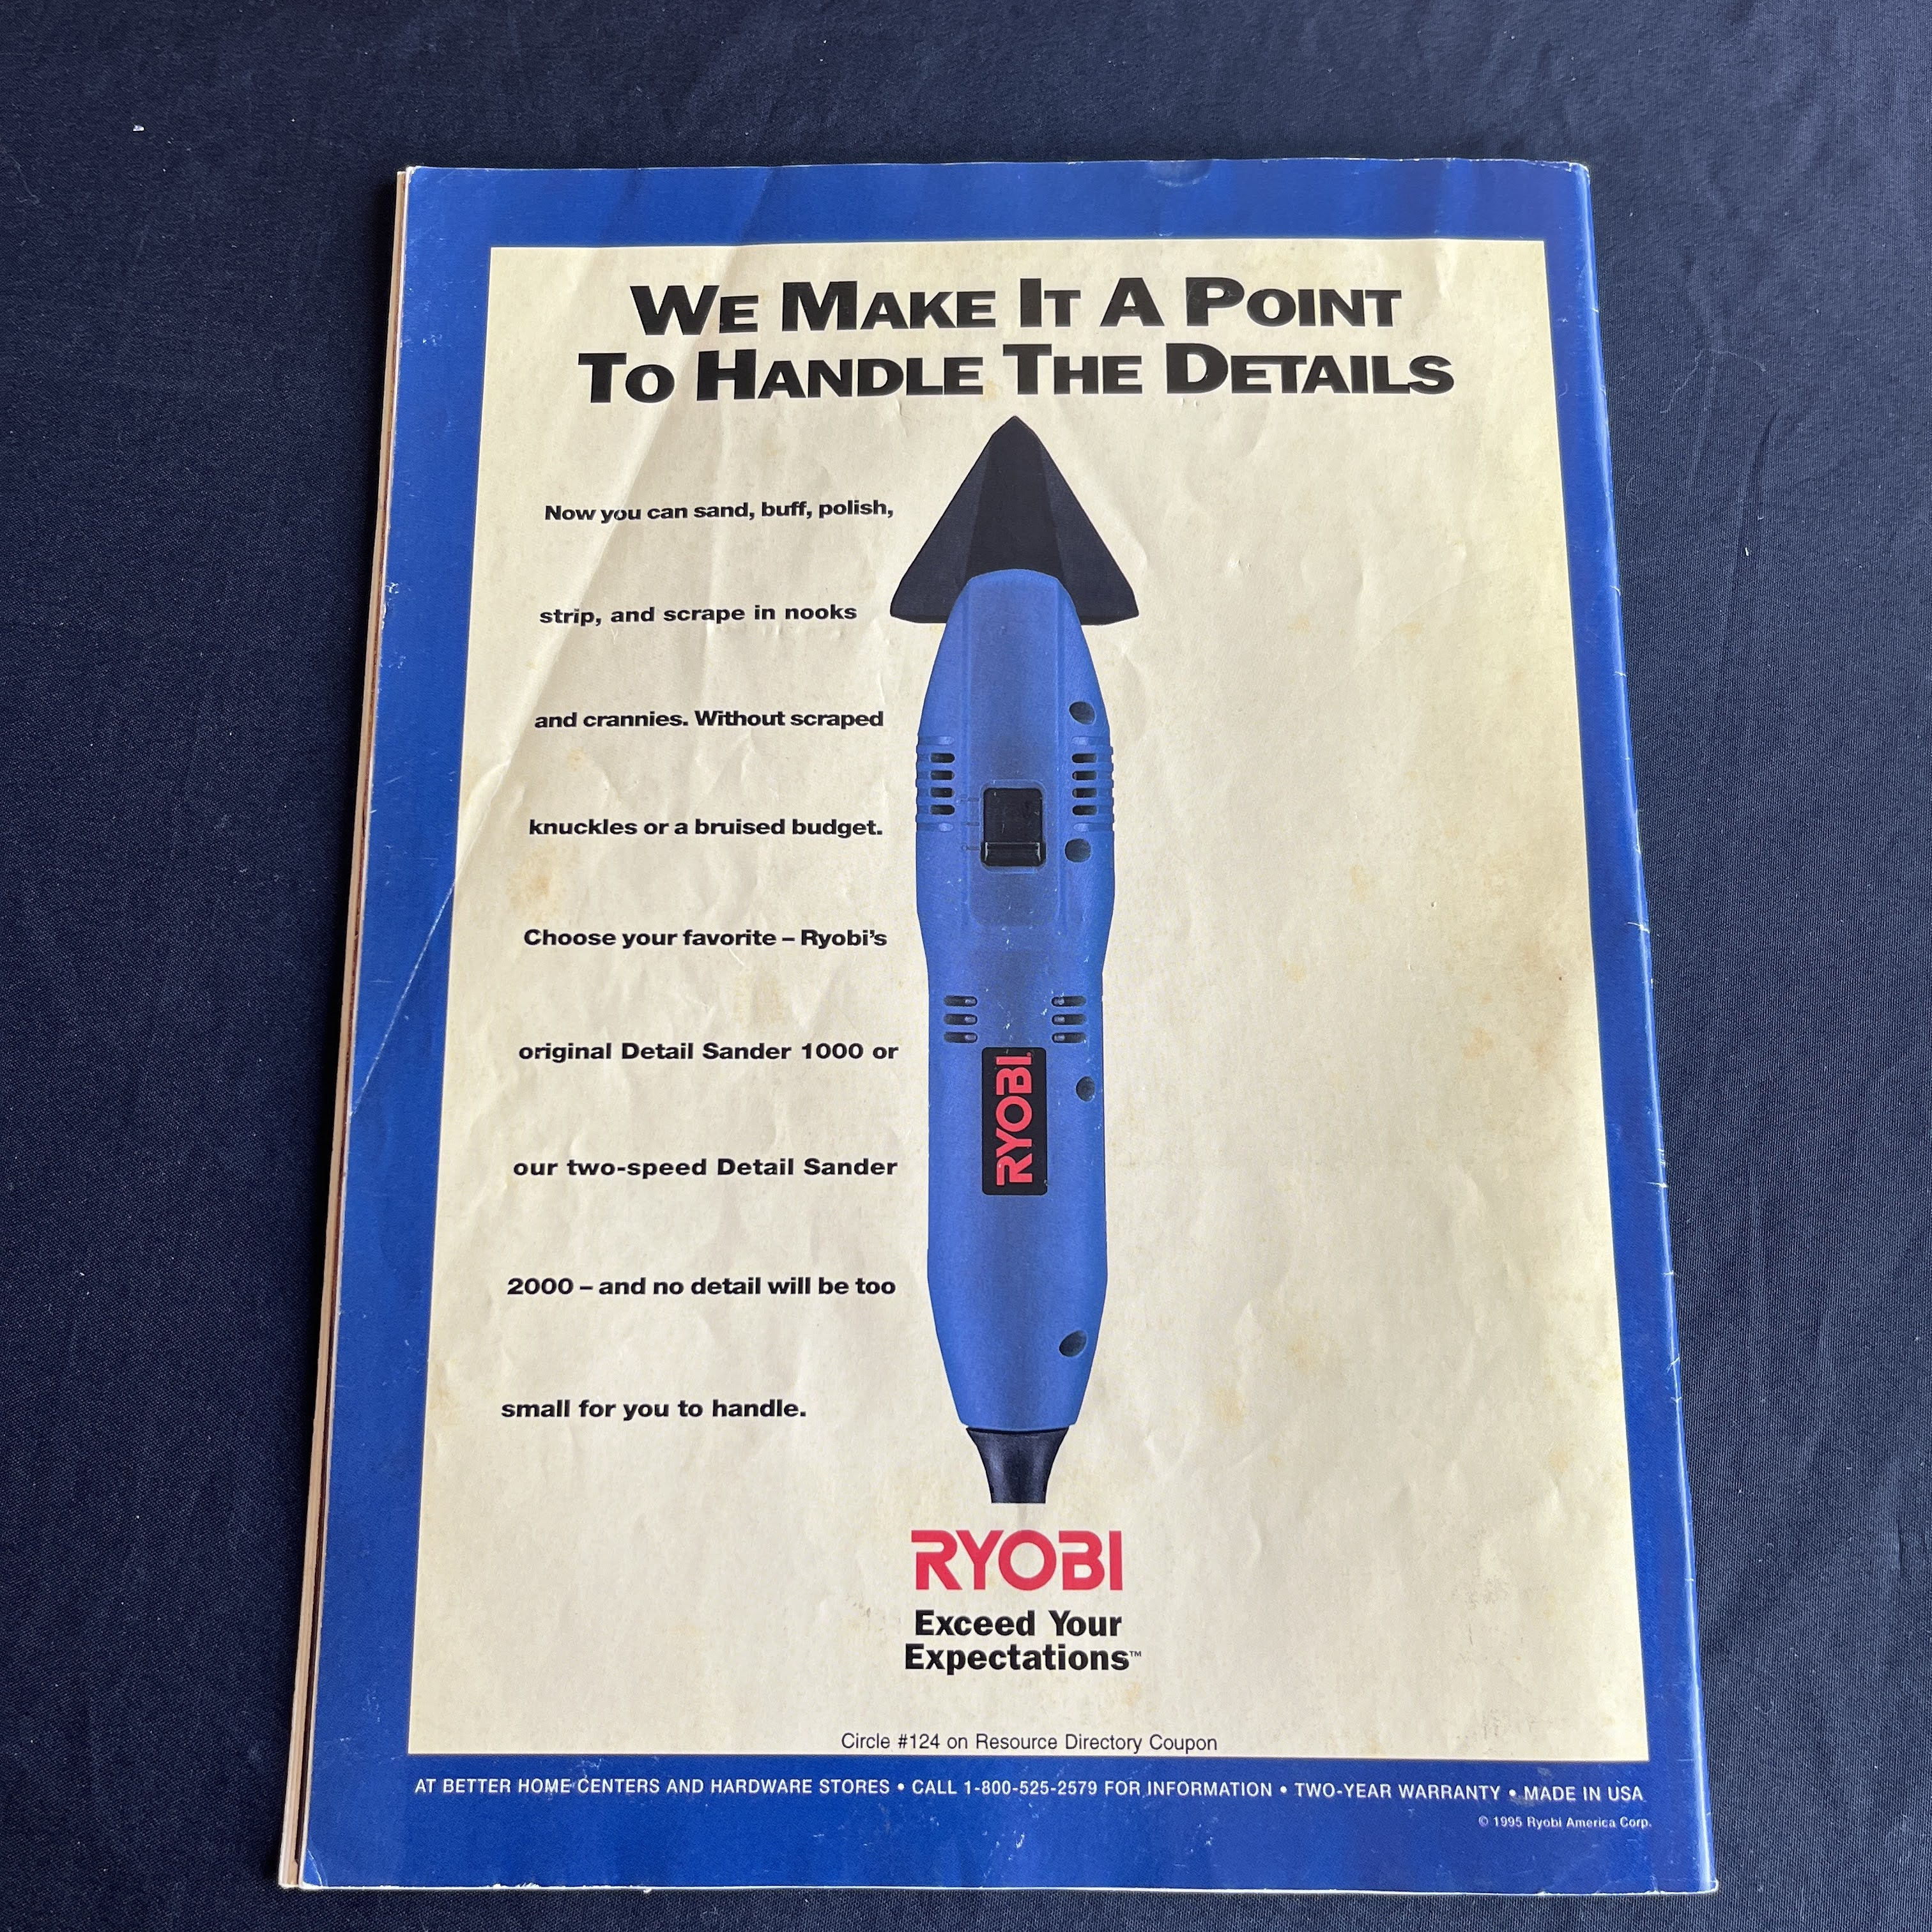 WE MAKE IT A POINT
TO HANDLE THE DETAILS
Now you can sand, buff, polish,
strip, and scrape in nooks
and crannies. Without scraped
knuckles or a bruised budget.
Choose your favorite – Ryobi's
original Detail Sander 1000 or
our two-speed Detail Sander
2000 – and no detail will be too
small for you to handle.
RYOBI
RYOBI
Exceed Your
Expectations™
Circle #124 on Resource Directory Coupon
AT BETTER HOME CENTERS AND HARDWARE STORES • CALL 1-800-525-2579 FOR INFORMATION • TWO-YEAR WARRANTY • MADE IN USA
© 1995 Ryobi America Corp.